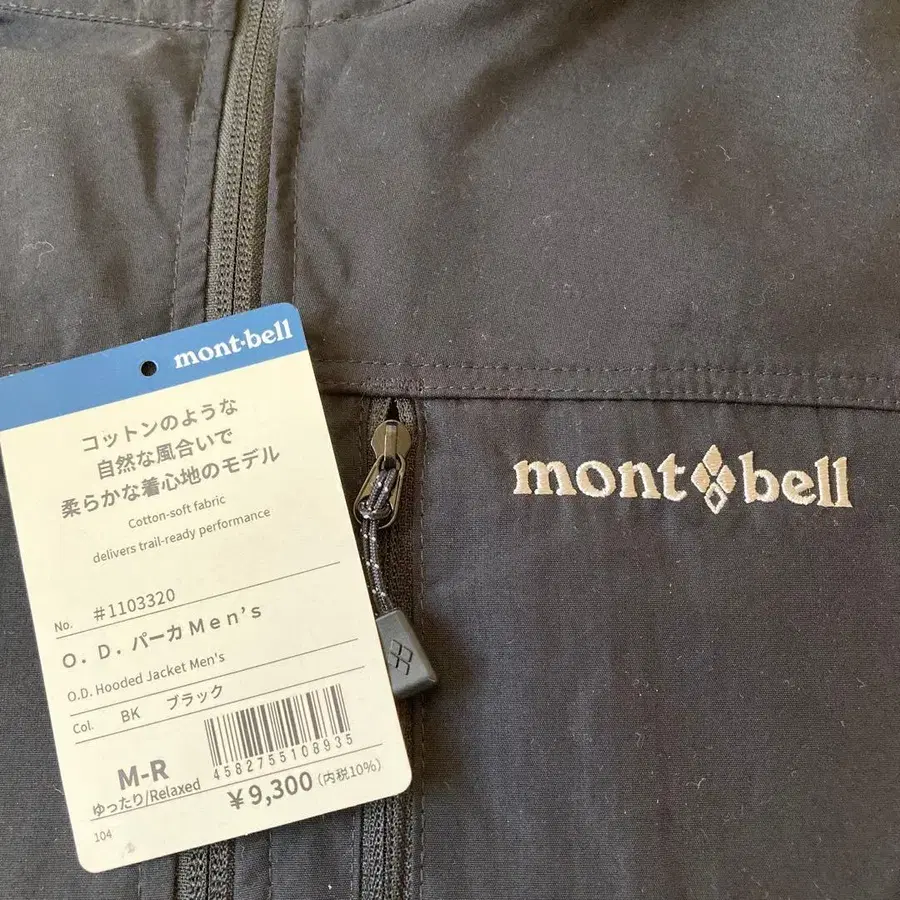 mont·bell
コットンのような
自然な風合いで
柔らかな着心地のモデル
Cotton-soft fabric
delivers trail-ready performance
No. #1103320
O. D. パーカ Men's
O.D. Hooded Jacket Men's
Col. BK ブラック
4582755108935
M-R
ゆったり/Relaxed
¥9,300(内税10%)
104
mont bell